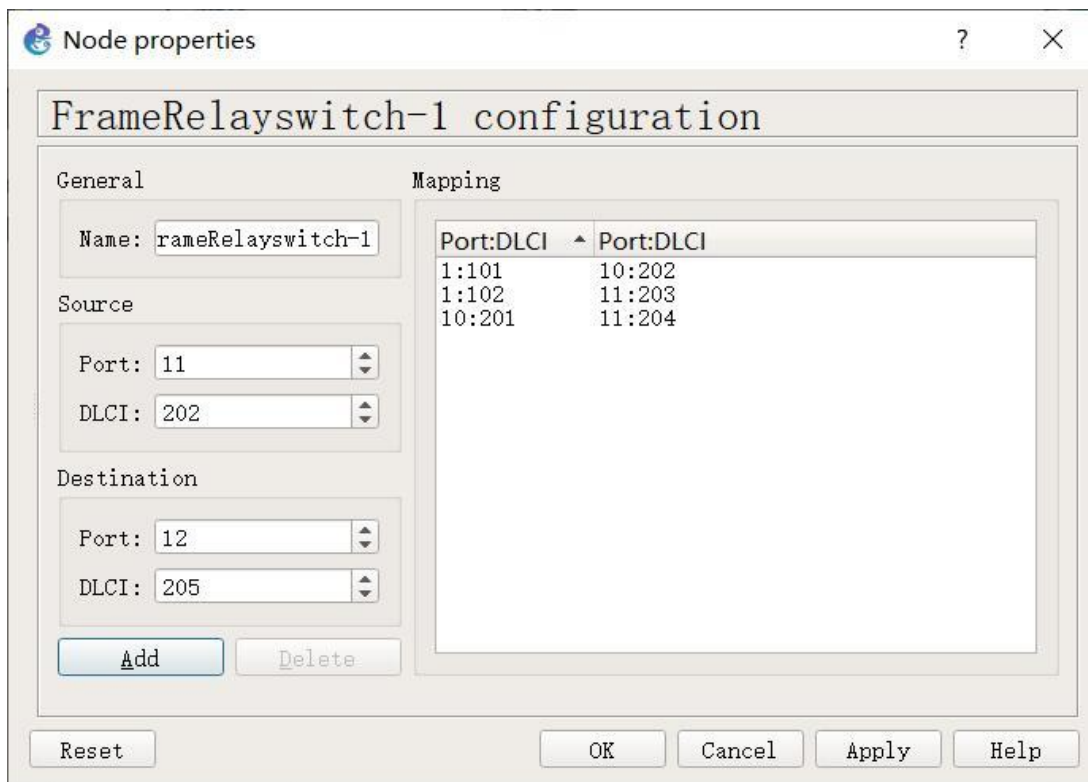 Node properties
?
FrameRelayswitch-1 configuration
General
Name: rameRelayswitch-1
Source
Port: 11
DLCI: 202
Destination
Port: 12
DLCI: 205
Add
Delete
Mapping
Port:DLCI Port:DLCI
1:101 10:202
1:102 11:203
10:201 11:204
Reset OK Cancel Apply Help